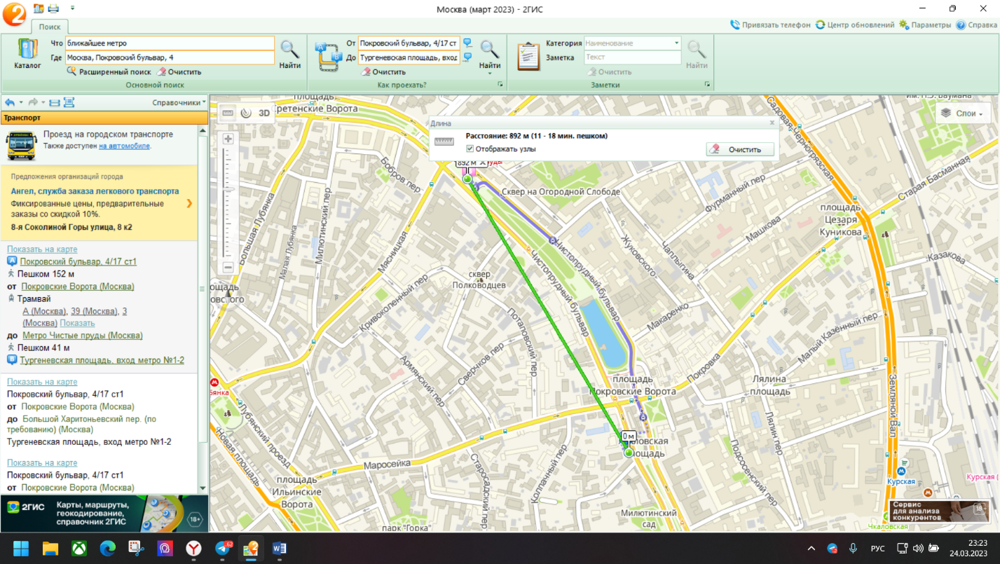 Москва (март 2023) - 2ГИС
Поиск
Привязать телефон
Центр обновлений
Параметры
Справка
Каталог
Что ближайшее метро
Где Москва, Покровский бульвар, 4
Расширенный поиск Очистить
Найти
Основной поиск
От Покровский бульвар, 4/17 ст
До Тургеневская площадь, вход
Очистить
Найти
Как проехать?
Категория Наименование
Заметка Текст
Очистить
Найти
Заметки
Справочники
Транспорт
Проезд на городском транспорте
Также доступен на автомобиле.
Предложения организаций города
Ангел, служба заказа легкового транспорта
Фиксированные цены, предварительные
заказы со скидкой 10%.
8-я Соколиной Горы улица, 8 к2
Показать на карте
A Покровский бульвар, 4/17 ст1
Пешком 152 м
от Покровские Ворота (Москва)
Трамвай
А (Москва), 39 (Москва), 3
(Москва) Показать
до Метро Чистые пруды (Москва)
Пешком 41 м
B Тургеневская площадь, вход метро №1-2
Показать на карте
Покровский бульвар, 4/17 ст1
от Покровские Ворота (Москва)
до Большой Харитоньевский пер. (по
требованию) (Москва)
Тургеневская площадь, вход метро №1-2
Показать на карте
Покровский бульвар, 4/17 ст1
от Покровские Ворота (Москва)
2ГИС
Карты, маршруты,
геокодирование,
справочник 2ГИС
18+
3D
Слои
Длина
Расстояние: 892 м (11 - 18 мин. пешком)
Отображать узлы
Очистить
площадь
ретенские Ворота
892 м
Бобров пер
Сквер на Огородной Слободе
Садовая-Черногрязская
Старая Басманная
Фурманный пер
площадь
Цезаря
Куникова
Большая Лубянка
Милютинский пер
Малая Лубянка
Мясницкая
Машкова
Жуковского
Чаплыгина
Казакова
Чистопрудный бульвар
Чистопрудный бульвар
сквер
Полководцев
Кривоколенный пер
Потаповский пер
Макаренко
Малый Казённый пер
Сверчков пер
Армянский пер
Покровка
площадь
Покровские Ворота
Лялина
площадь
Земляной Вал
Лялин пер
Подсосенский пер
0 м
Лубянский проезд
Новая площадь
Маросейка
Старосадский пер
Колпачный пер
площадь
Ильинские
Ворота
парк "Горка"
Милютинский
сад
Курская
Курская (
Чкаловская
Сервис
для анализа
конкурентов
18+
62
РУС
23:23
24.03.2023